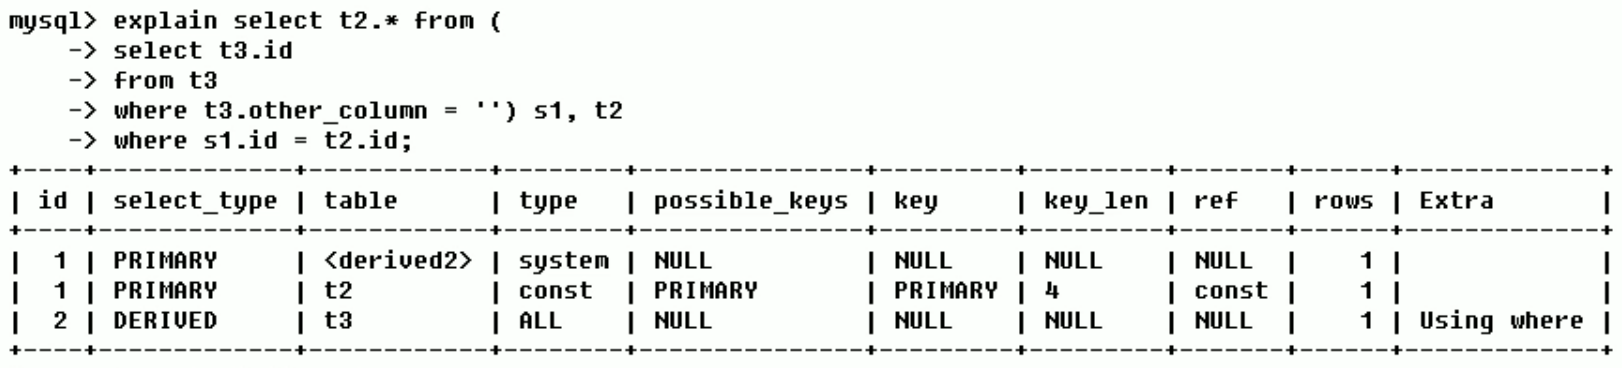 mysql> explain select t2.* from (
    -> select t3.id
    -> from t3
    -> where t3.other_column = '') s1, t2
    -> where s1.id = t2.id;
+----+-------------+------------+--------+---------------+---------+---------+-------+------+-------------+
| id | select_type | table      | type   | possible_keys | key     | key_len | ref   | rows | Extra       |
+----+-------------+------------+--------+---------------+---------+---------+-------+------+-------------+
|  1 | PRIMARY     | <derived2> | system | NULL          | NULL    | NULL    | NULL  |    1 |             |
|  1 | PRIMARY     | t2         | const  | PRIMARY       | PRIMARY | 4       | const |    1 |             |
|  2 | DERIVED     | t3         | ALL    | NULL          | NULL    | NULL    | NULL  |    1 | Using where |
+----+-------------+------------+--------+---------------+---------+---------+-------+------+-------------+